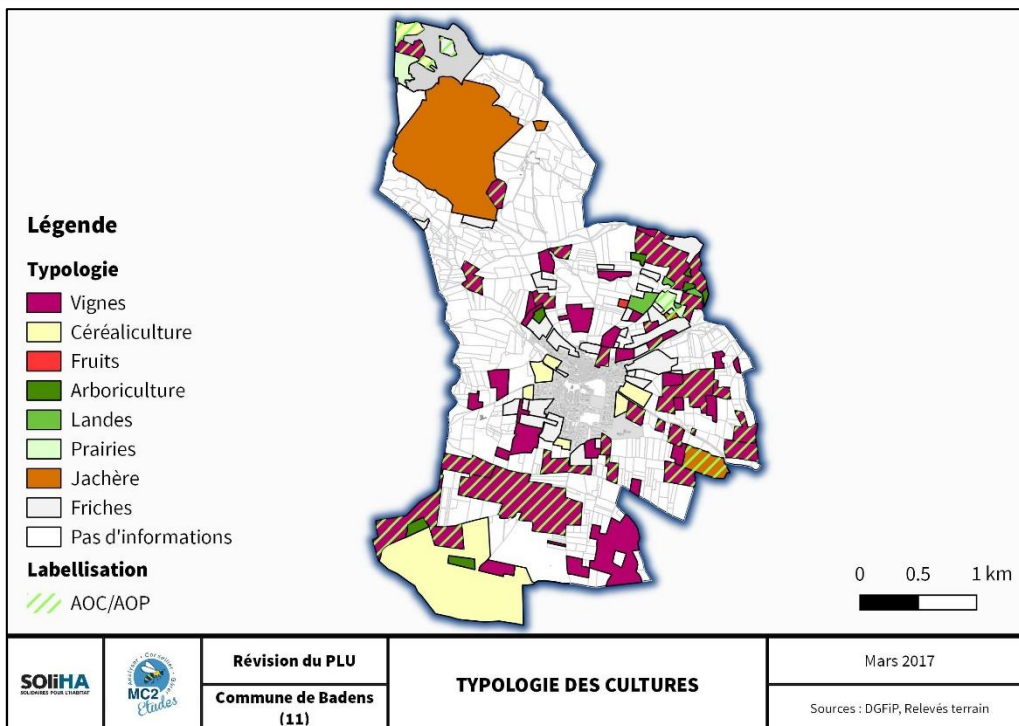 Légende
Typologie
Vignes
Céréaliculture
Fruits
Arboriculture
Landes
Prairies
Jachère
Friches
Pas d'informations
Labellisation
AOC/AOP
0 0.5 1 km
SOLiHA
SOLIDAIRES POUR L'HABITAT
MC2
Études
Révision du PLU
Commune de Badens
(11)
TYPOLOGIE DES CULTURES
Mars 2017
Sources : DGFiP, Relevés terrain